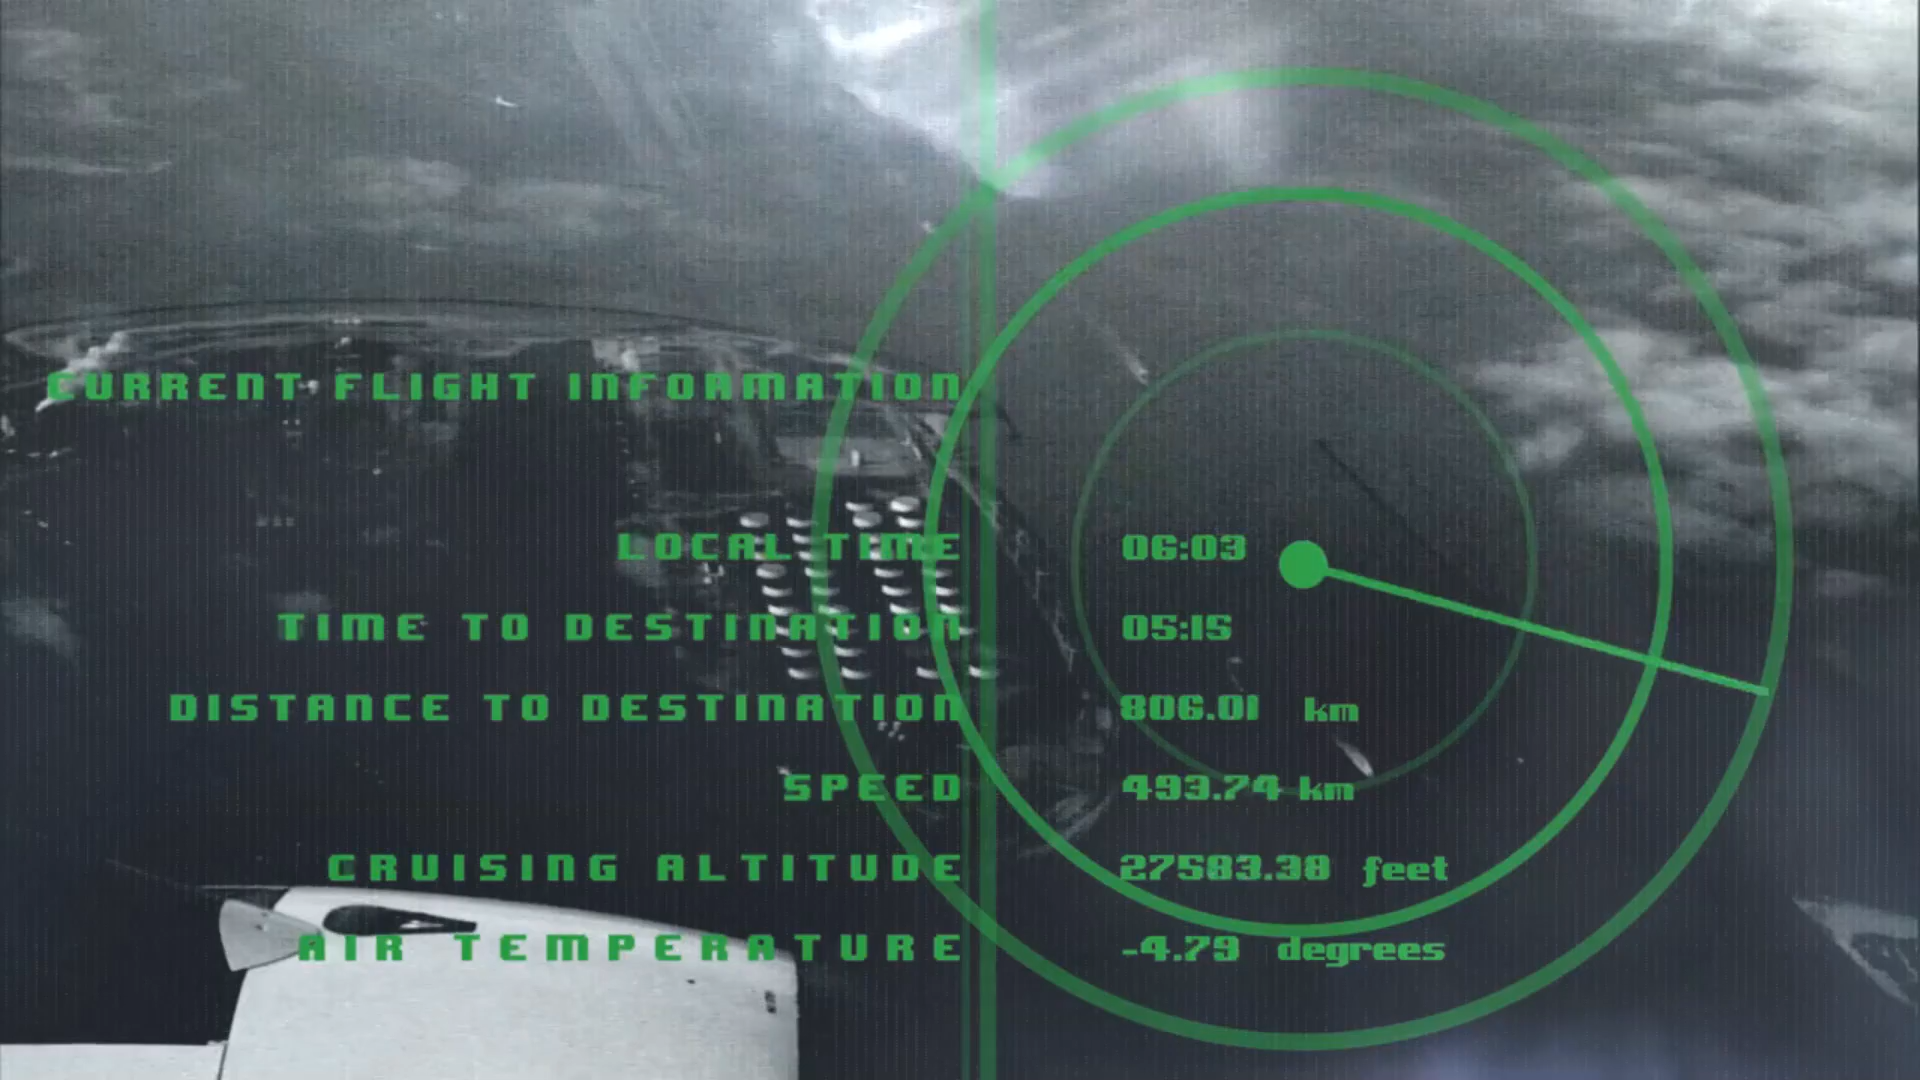 CURRENT FLIGHT INFORMATION
LOCAL TIME 06:03
TIME TO DESTINATION 05:15
DISTANCE TO DESTINATION 806.01 km
SPEED 493.74 km
CRUISING ALTITUDE 27583.38 feet
AIR TEMPERATURE -4.79 degrees